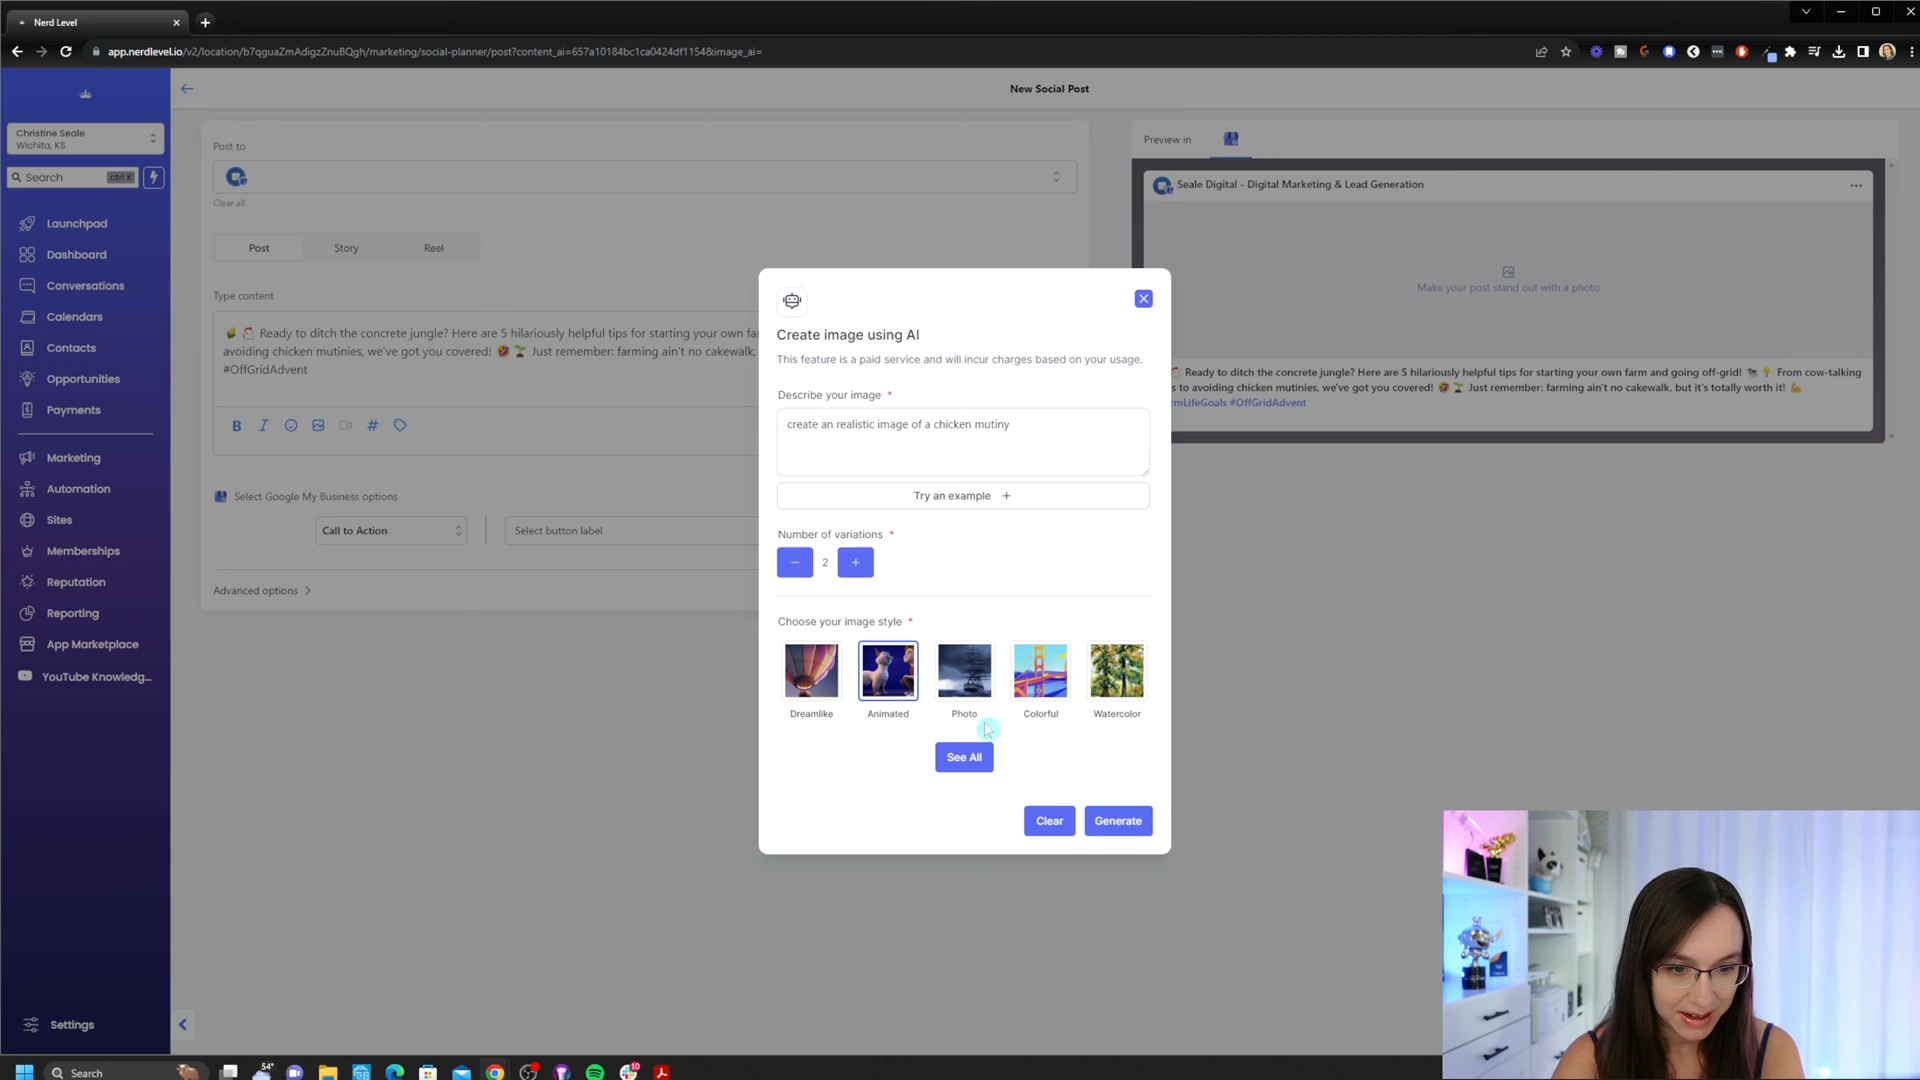 Nerd Level
app.nerdlevel.io/v2/location/b7qguaZmAdigzZnuBQgh/marketing/social-planner/post?content_ai=657a10184bc1ca0424df1154&image_ai=
New Social Post
Christine Seale
Wichita, KS
Search ctrl K
Launchpad
Dashboard
Conversations
Calendars
Contacts
Opportunities
Payments
Marketing
Automation
Sites
Memberships
Reputation
Reporting
App Marketplace
YouTube Knowledg...
Settings
Post to
Clear all
Post Story Reel
Type content
🌽 🐔 Ready to ditch the concrete jungle? Here are 5 hilariously helpful tips for starting your own far
avoiding chicken mutinies, we've got you covered! 🤣 🌱 Just remember: farming ain't no cakewalk,
#OffGridAdvent
B I #
Select Google My Business options
Call to Action
Select button label
Advanced options
Create image using AI
This feature is a paid service and will incur charges based on your usage.
Describe your image *
create an realistic image of a chicken mutiny
Try an example +
Number of variations *
− 2 +
Choose your image style *
Dreamlike Animated Photo Colorful Watercolor
See All
Clear Generate
Preview in
Seale Digital - Digital Marketing & Lead Generation
Make your post stand out with a photo
Ready to ditch the concrete jungle? Here are 5 hilariously helpful tips for starting your own farm and going off-grid! 🐄 💡 From cow-talking
s to avoiding chicken mutinies, we've got you covered! 🤣 🌱 Just remember: farming ain't no cakewalk, but it's totally worth it! 💪
rmLifeGoals #OffGridAdvent
Search
54°
10